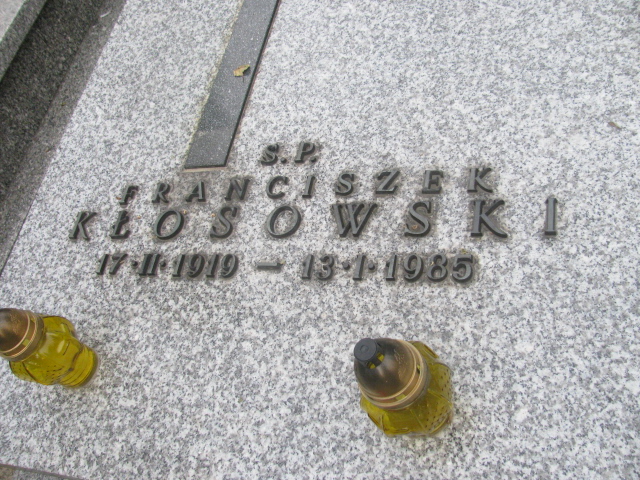 S.P.
FRANCISZEK
KŁOSOWSKI
17·II·1919 — 13·I·1985